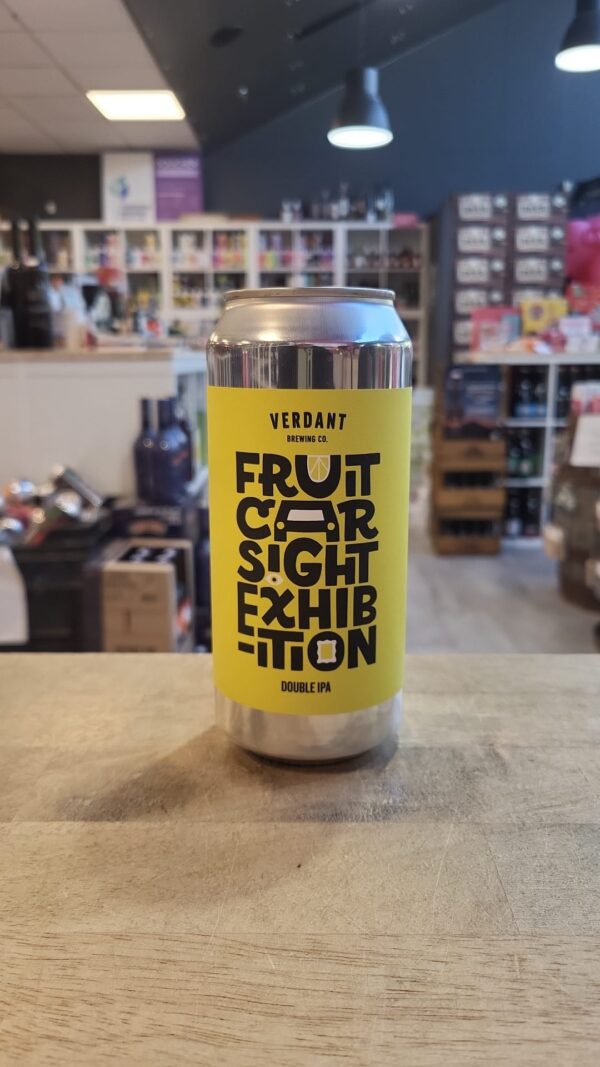 VERDANT
BREWING CO.
FRUIT
CAR
SIGHT
EXHIB
-ITION
DOUBLE IPA